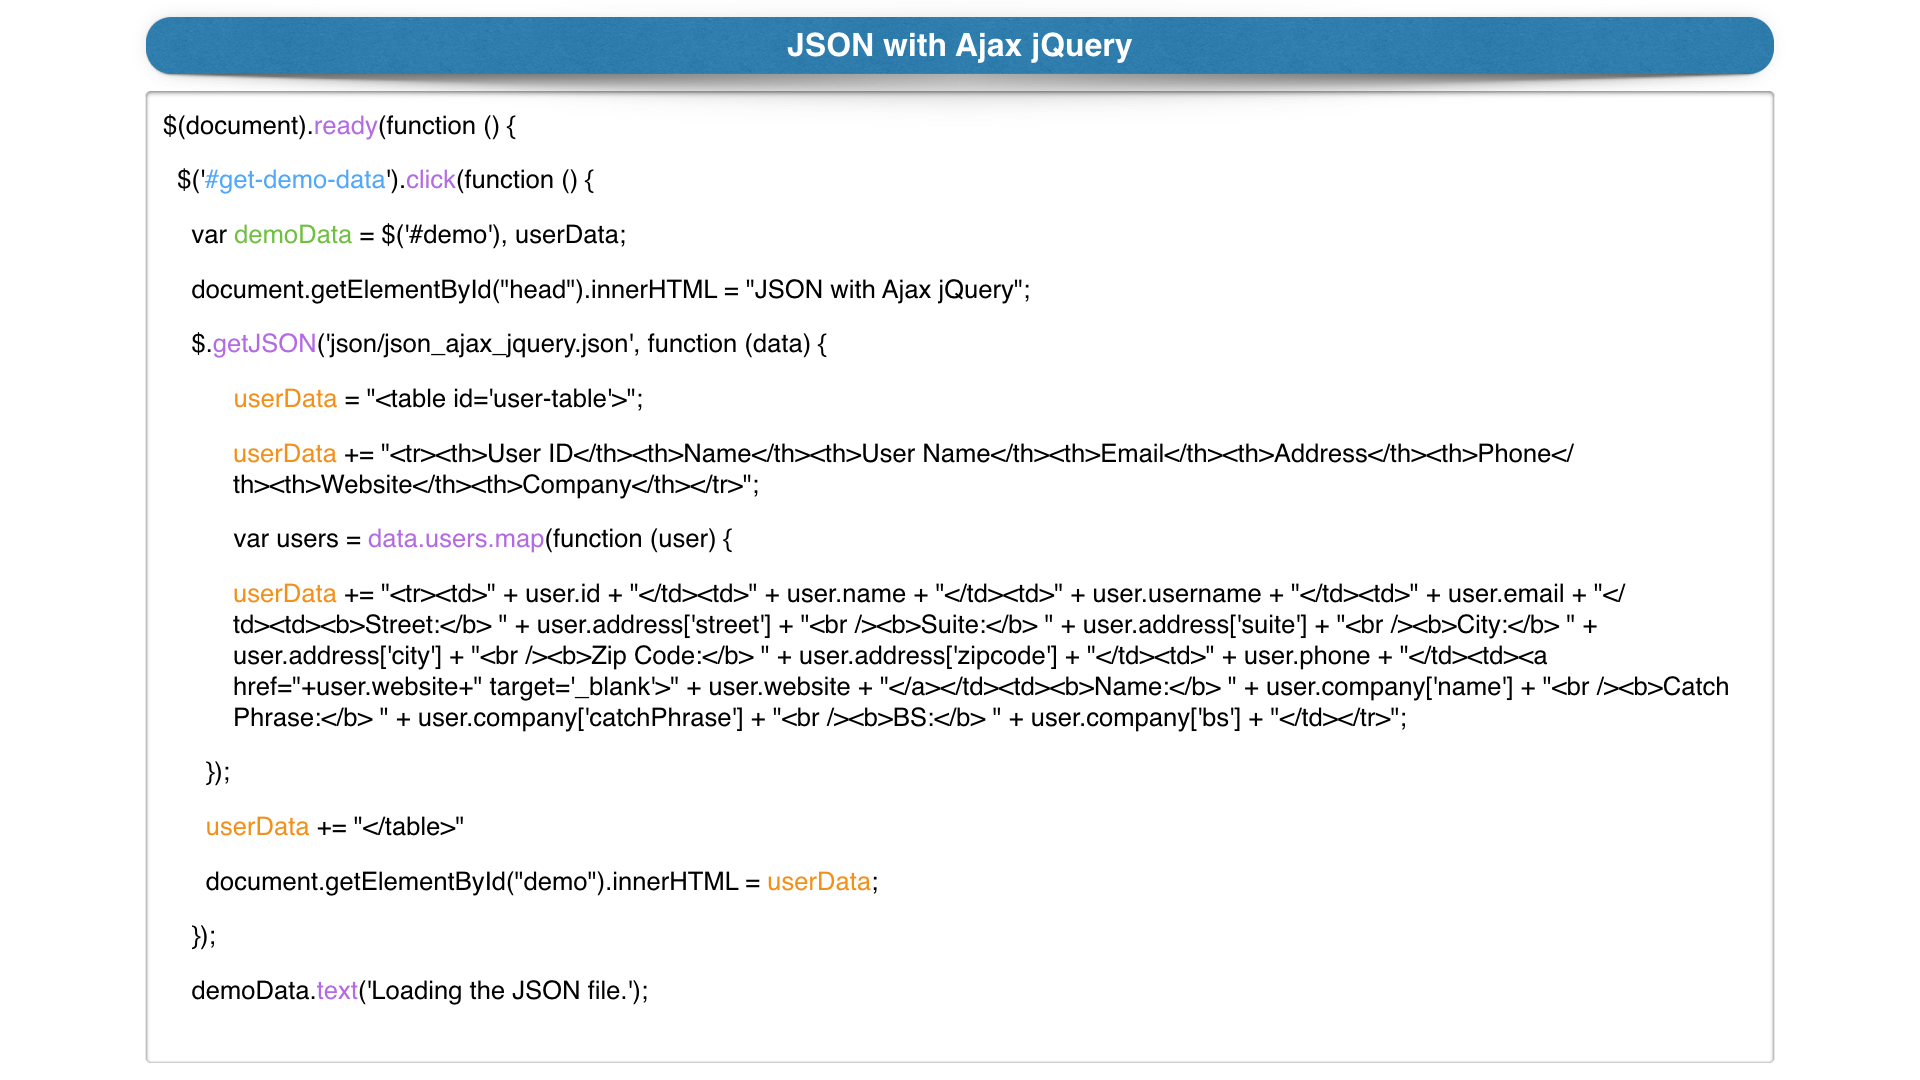 JSON with Ajax jQuery
$(document).ready(function () {
$('#get-demo-data').click(function () {
var demoData = $('#demo'), userData;
document.getElementById("head").innerHTML = "JSON with Ajax jQuery";
$.getJSON('json/json_ajax_jquery.json', function (data) {
userData = "<table id='user-table'>";
userData += "<tr><th>User ID</th><th>Name</th><th>User Name</th><th>Email</th><th>Address</th><th>Phone</
th><th>Website</th><th>Company</th></tr>";
var users = data.users.map(function (user) {
userData += "<tr><td>" + user.id + "</td><td>" + user.name + "</td><td>" + user.username + "</td><td>" + user.email + "</
td><td><b>Street:</b> " + user.address['street'] + "<br /><b>Suite:</b> " + user.address['suite'] + "<br /><b>City:</b> " +
user.address['city'] + "<br /><b>Zip Code:</b> " + user.address['zipcode'] + "</td><td>" + user.phone + "</td><td><a
href="+user.website+" target='_blank'>" + user.website + "</a></td><td><b>Name:</b> " + user.company['name'] + "<br /><b>Catch
Phrase:</b> " + user.company['catchPhrase'] + "<br /><b>BS:</b> " + user.company['bs'] + "</td></tr>";
});
userData += "</table>"
document.getElementById("demo").innerHTML = userData;
});
demoData.text('Loading the JSON file.');